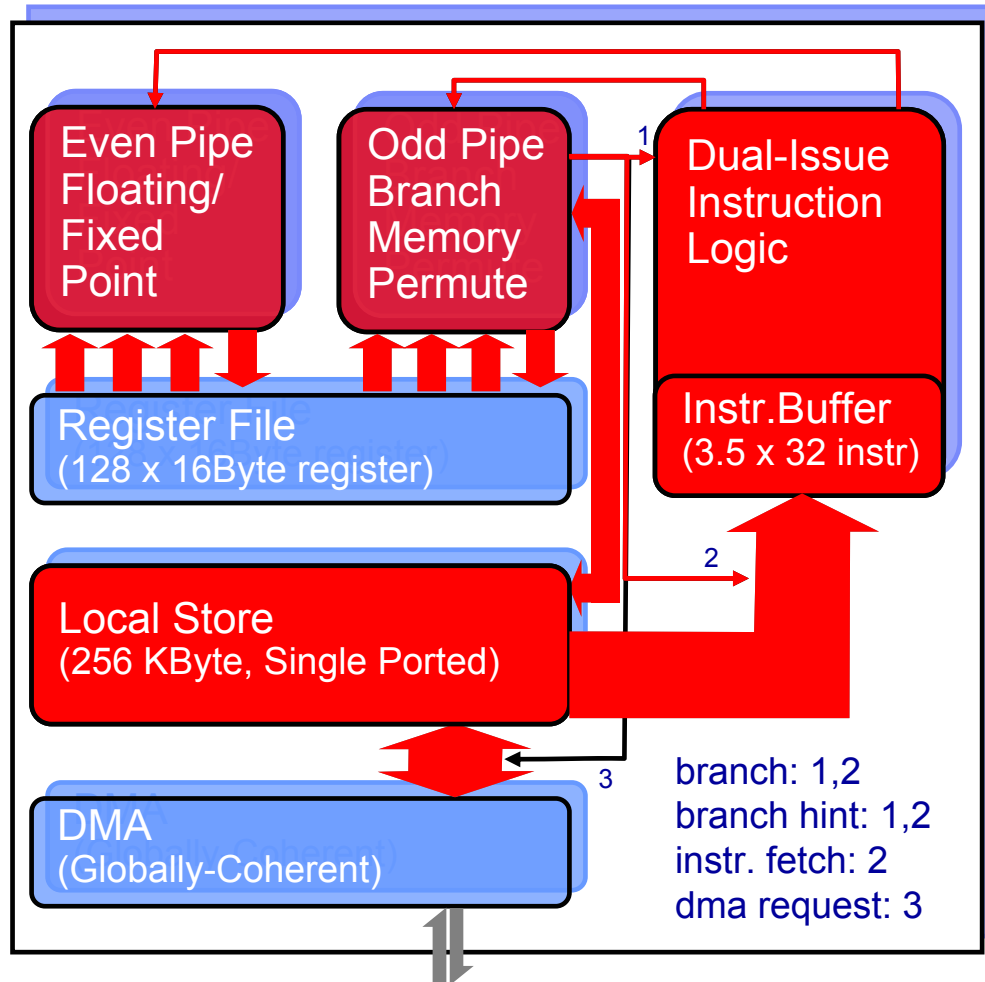 Even Pipe
Floating/
Fixed
Point
Odd Pipe
Branch
Memory
Permute
1
Dual-Issue
Instruction
Logic
Register File
(128 x 16Byte register)
Instr.Buffer
(3.5 x 32 instr)
2
Local Store
(256 KByte, Single Ported)
3
DMA
(Globally-Coherent)
branch: 1,2
branch hint: 1,2
instr. fetch: 2
dma request: 3